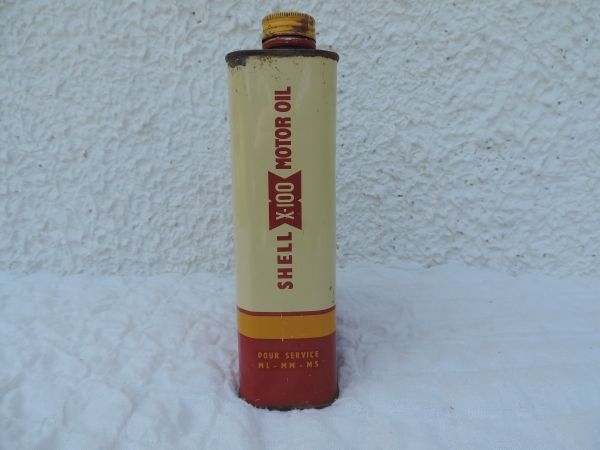 SHELL X-100 MOTOR OIL
POUR SERVICE
ML - MM - MS